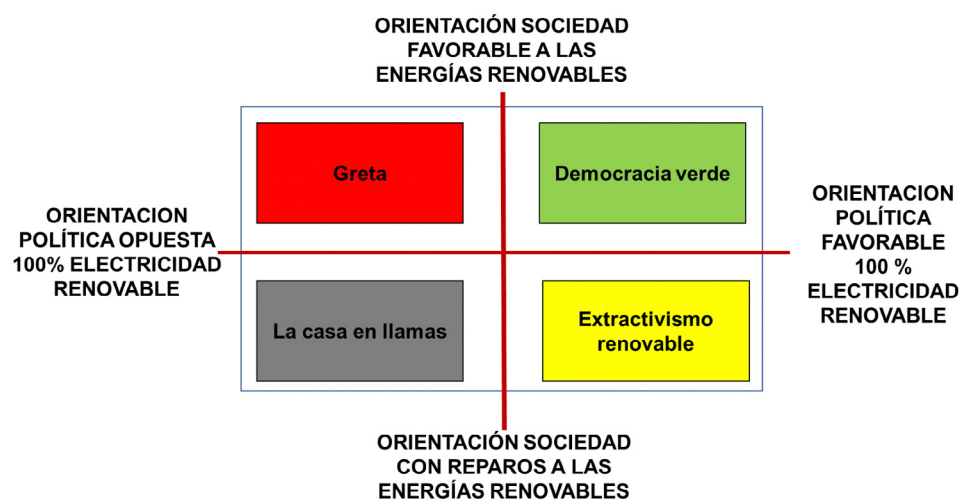 ORIENTACIÓN SOCIEDAD
FAVORABLE A LAS
ENERGÍAS RENOVABLES
Greta
Democracia verde
ORIENTACION
POLÍTICA OPUESTA
100% ELECTRICIDAD
RENOVABLE
ORIENTACION
POLÍTICA
FAVORABLE
100 %
ELECTRICIDAD
RENOVABLE
La casa en llamas
Extractivismo
renovable
ORIENTACIÓN SOCIEDAD
CON REPAROS A LAS
ENERGÍAS RENOVABLES